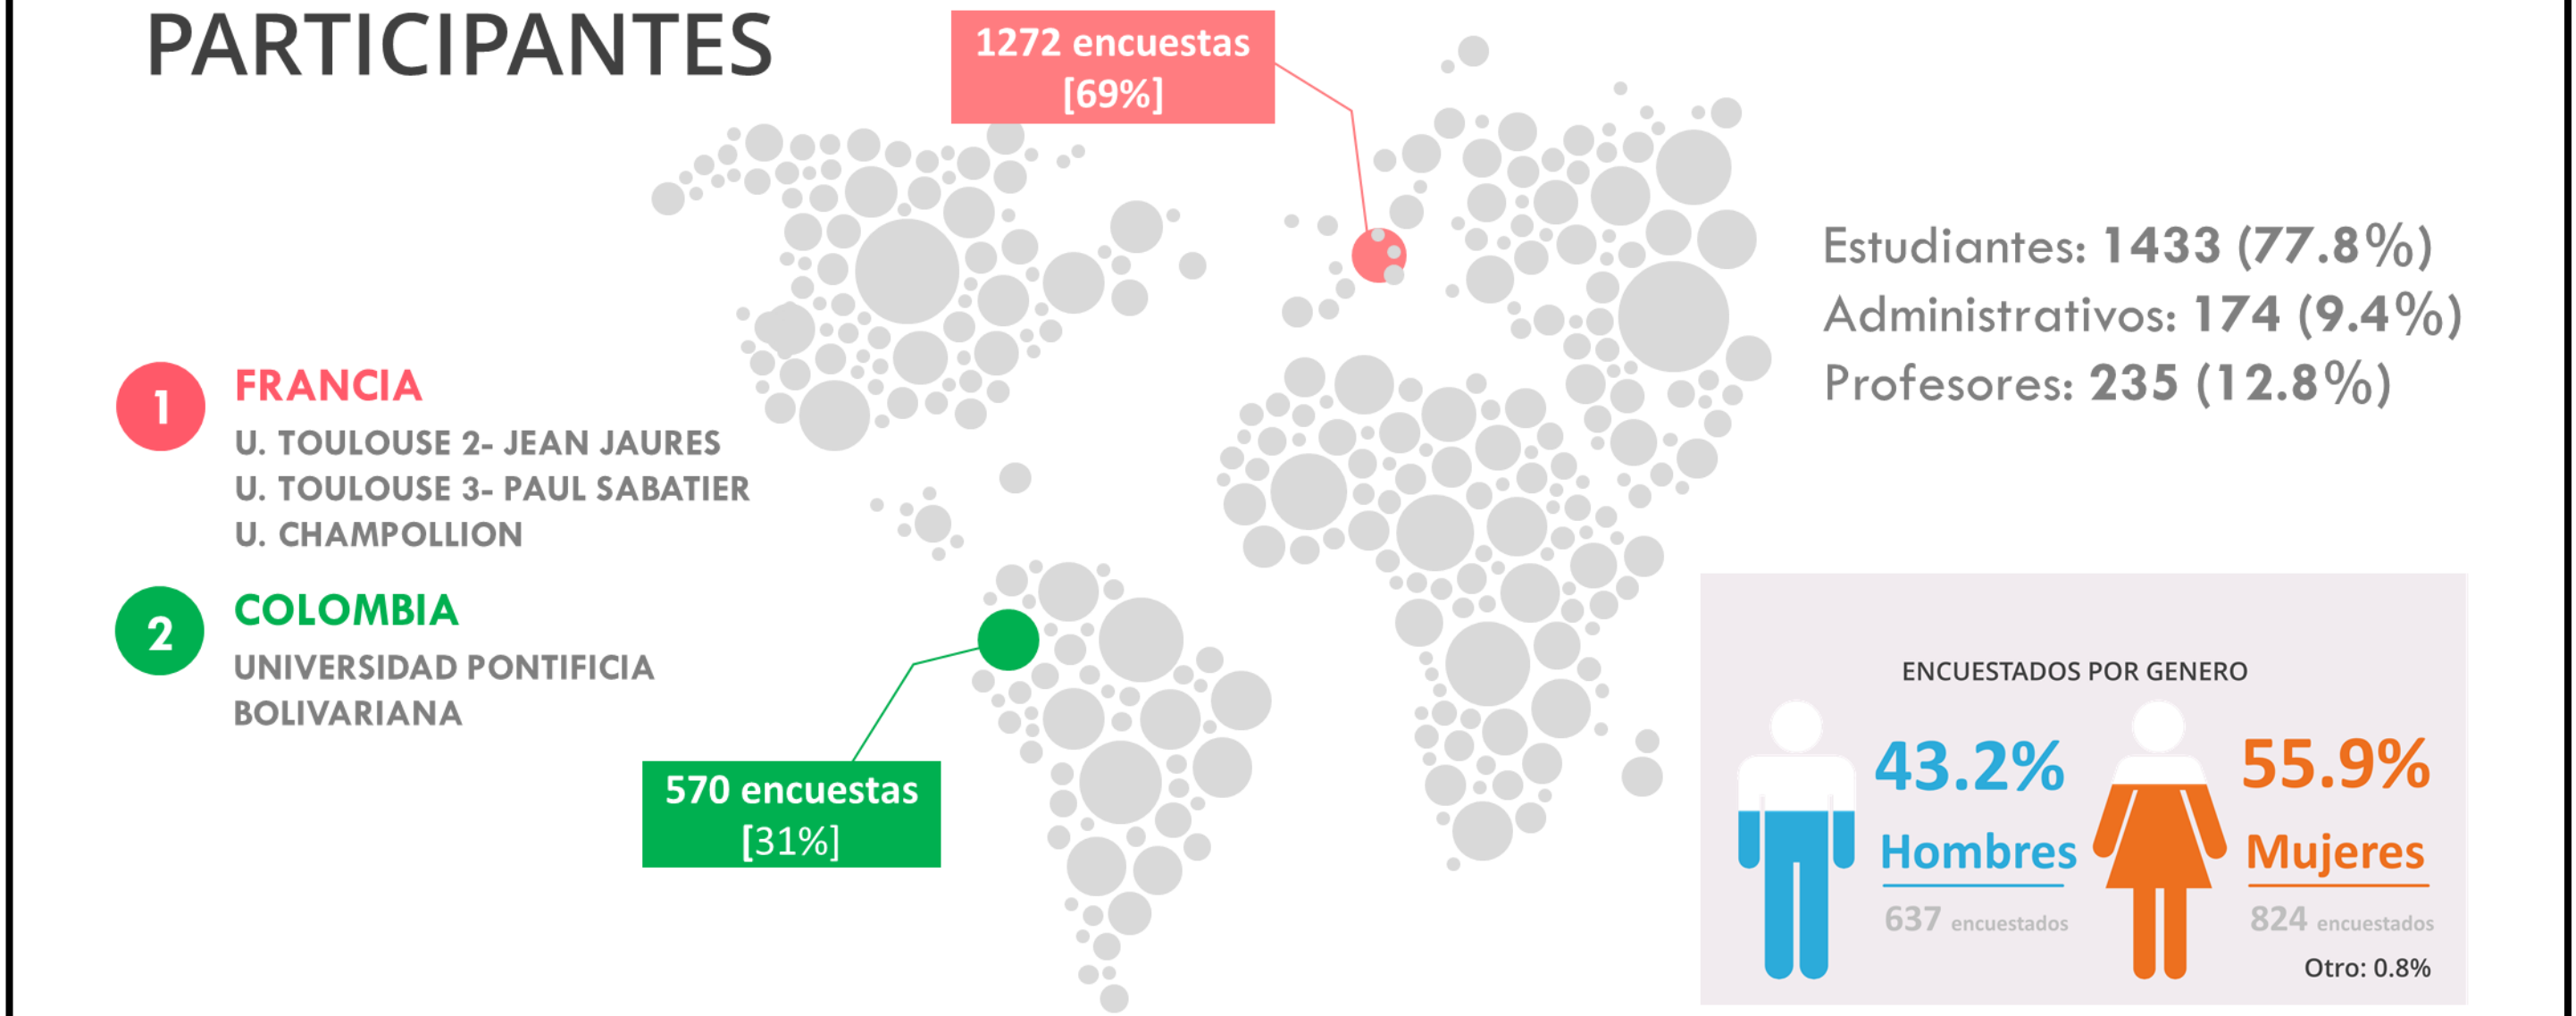 PARTICIPANTES
1272 encuestas
[69%]
Estudiantes: 1433 (77.8%)
Administrativos: 174 (9.4%)
Profesores: 235 (12.8%)
1
FRANCIA
U. TOULOUSE 2- JEAN JAURES
U. TOULOUSE 3- PAUL SABATIER
U. CHAMPOLLION
2
COLOMBIA
UNIVERSIDAD PONTIFICIA
BOLIVARIANA
570 encuestas
[31%]
ENCUESTADOS POR GENERO
43.2%
Hombres
637 encuestados
55.9%
Mujeres
824 encuestados
Otro: 0.8%